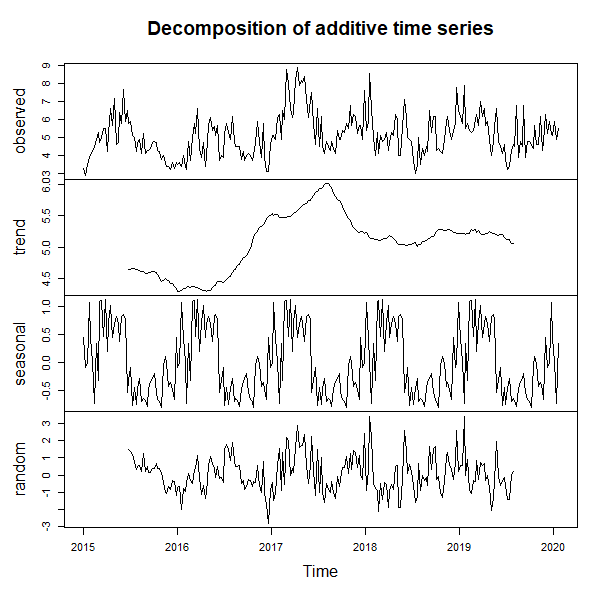 Decomposition of additive time series
observed
3 4 5 6 7 8 9
trend
4.5 5.0 5.5 6.0
seasonal
-0.5 0.0 0.5 1.0
random
-3 -1 0 1 2 3
2015 2016 2017 2018 2019 2020
Time